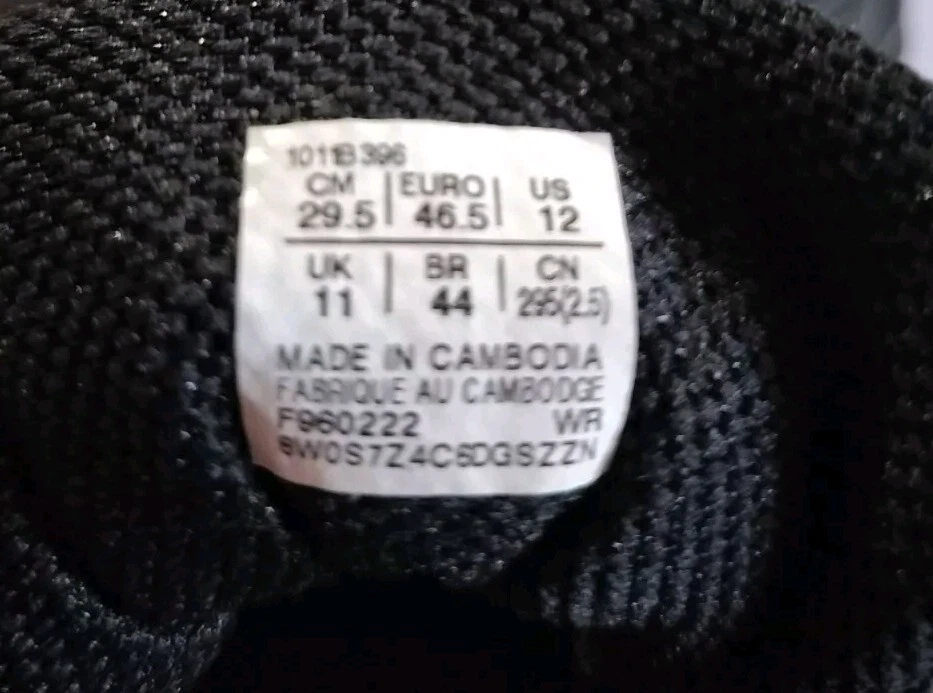 1011B396
CM | EURO | US
29.5 | 46.5 | 12
UK | BR | CN
11 | 44 | 295(2.5)
MADE IN CAMBODIA
FABRIQUE AU CAMBODGE
F960222 WR